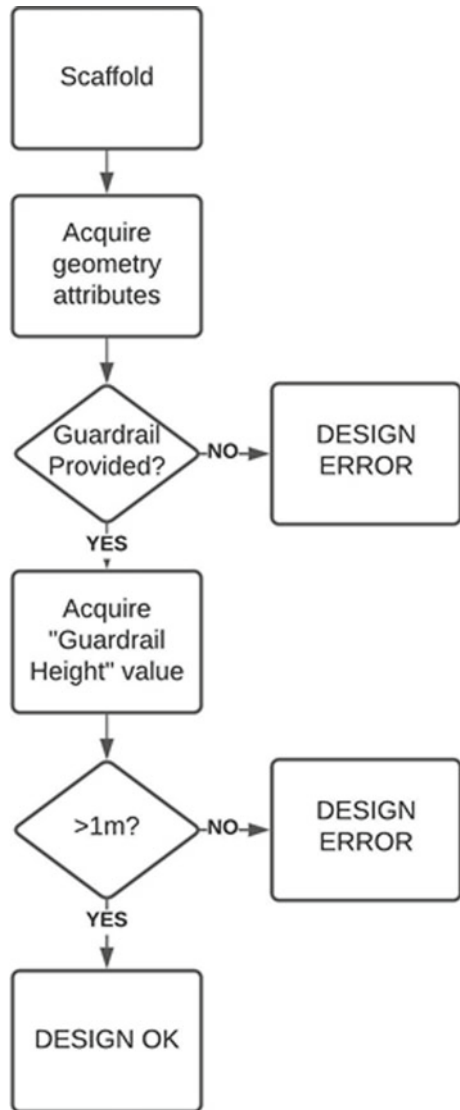 Scaffold
Acquire
geometry
attributes
Guardrail
Provided?
NO
DESIGN
ERROR
YES
Acquire
"Guardrail
Height" value
>1m?
NO
DESIGN
ERROR
YES
DESIGN OK